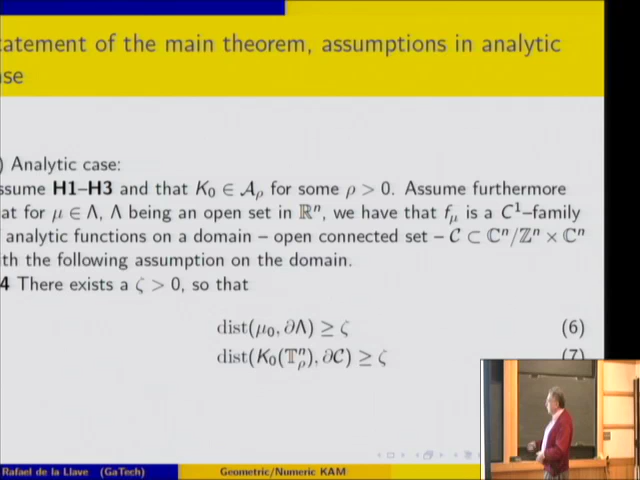 tatement of the main theorem, assumptions in analytic
se
) Analytic case:
ssume H1–H3 and that K₀ ∈ 𝒜_ρ for some ρ > 0. Assume furthermore
at for μ ∈ Λ, Λ being an open set in ℝⁿ, we have that f_μ is a C¹–family
analytic functions on a domain – open connected set – 𝒞 ⊂ ℂⁿ/ℤⁿ × ℂⁿ
th the following assumption on the domain.
4 There exists a ζ > 0, so that
dist(μ₀, ∂Λ) ≥ ζ (6)
dist(K₀(𝕋ⁿ_ρ), ∂𝒞) ≥ ζ (7)
Rafael de la Llave (GaTech) Geometric/Numeric KAM